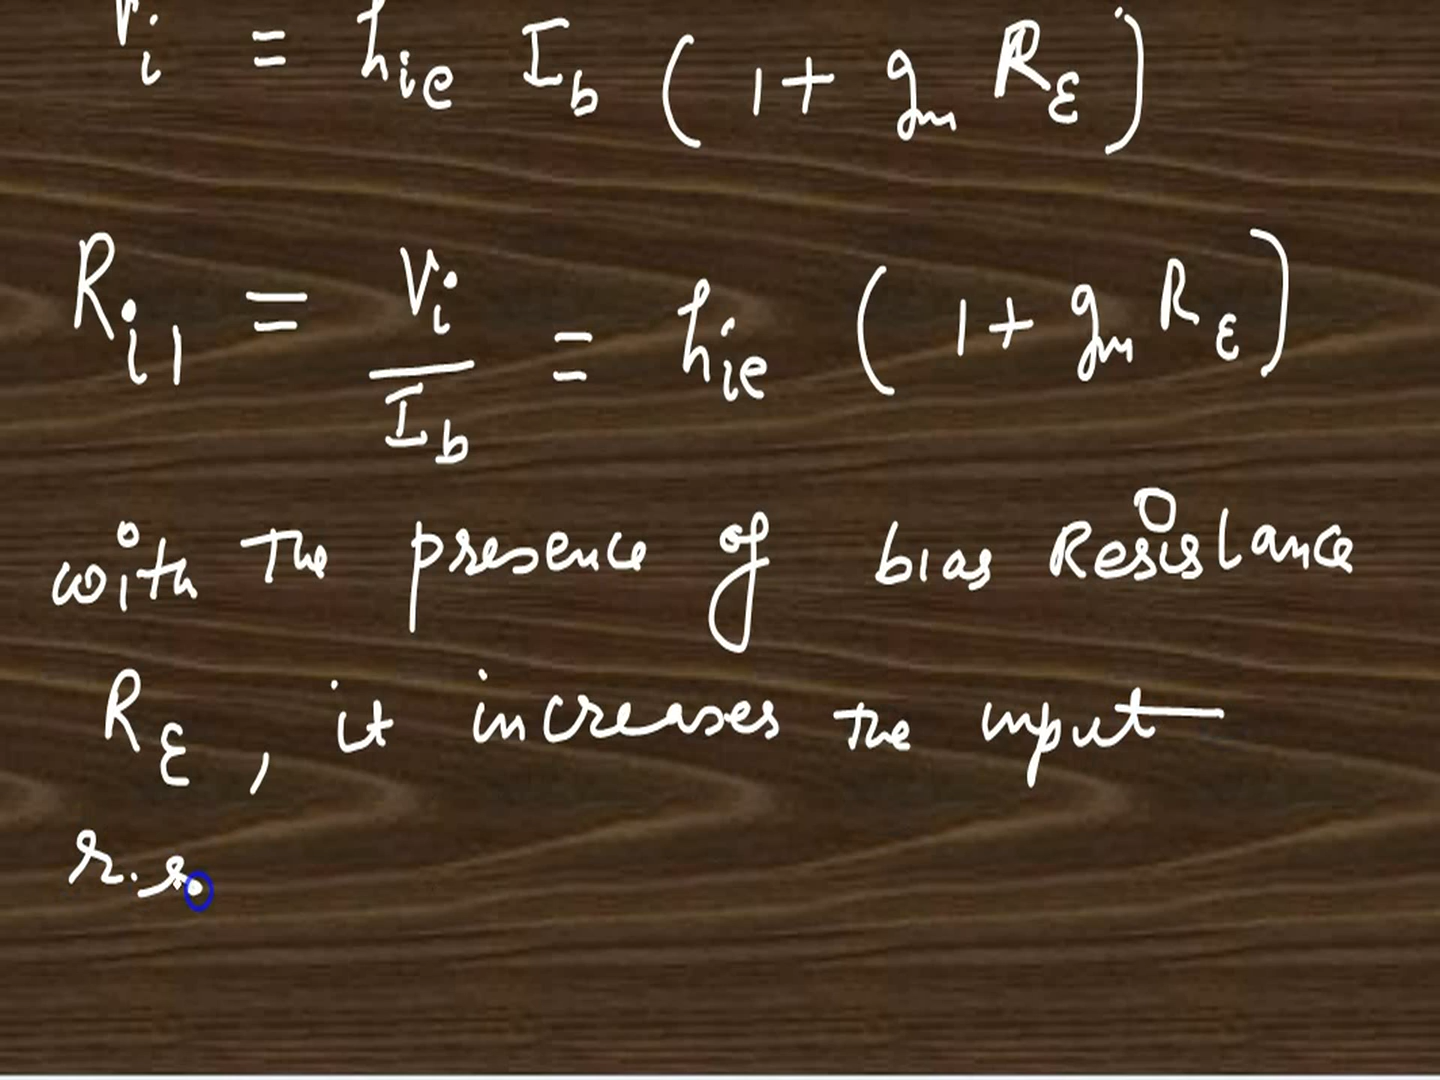 Vi = hie Ib (1+ gm RE)
Ri1 = Vi / Ib = hie (1+ gm RE)
with The presence of bias Resistance
RE, it increases the input